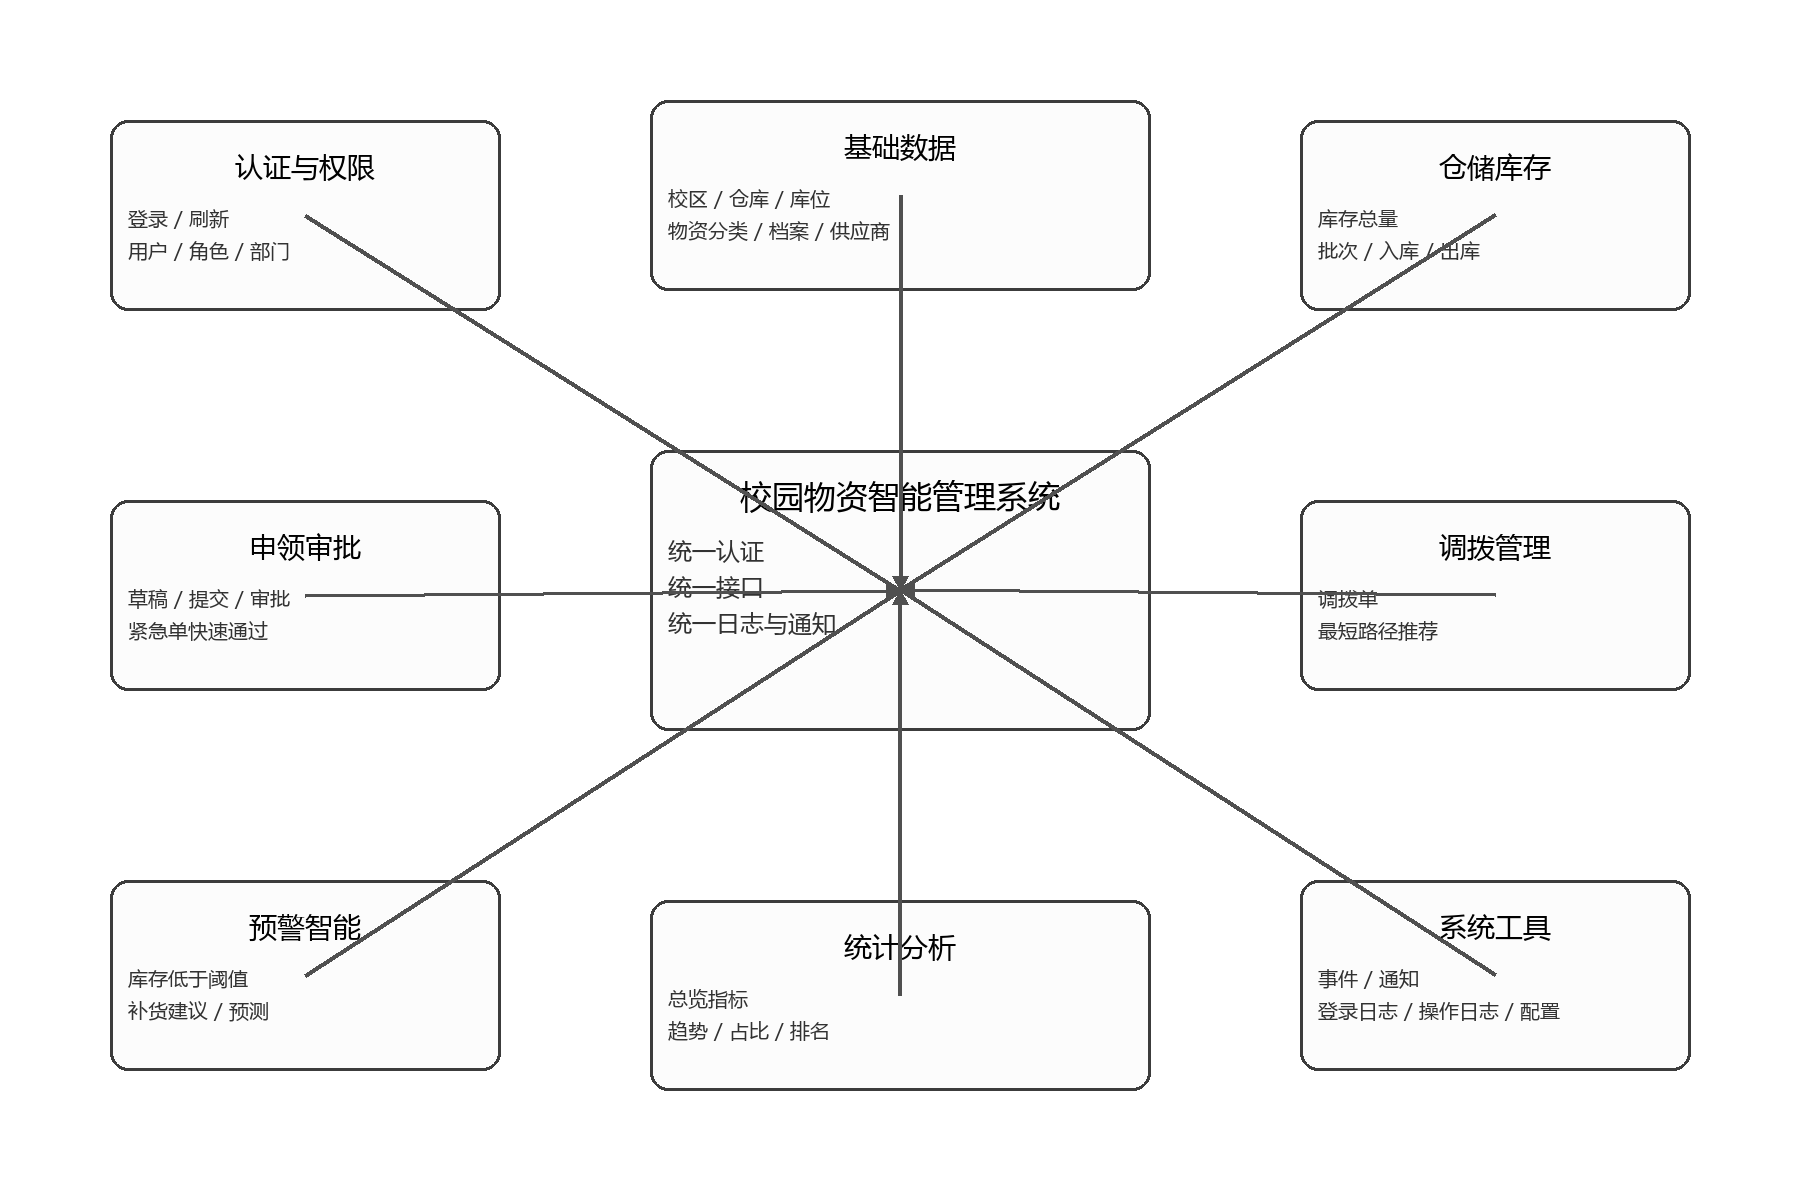 认证与权限
登录 / 刷新
用户 / 角色 / 部门
基础数据
校区 / 仓库 / 库位
物资分类 / 档案 / 供应商
仓储库存
库存总量
批次 / 入库 / 出库
申领审批
草稿 / 提交 / 审批
紧急单快速通过
校园物资智能管理系统
统一认证
统一接口
统一日志与通知
调拨管理
调拨单
最短路径推荐
预警智能
库存低于阈值
补货建议 / 预测
统计分析
总览指标
趋势 / 占比 / 排名
系统工具
事件 / 通知
登录日志 / 操作日志 / 配置